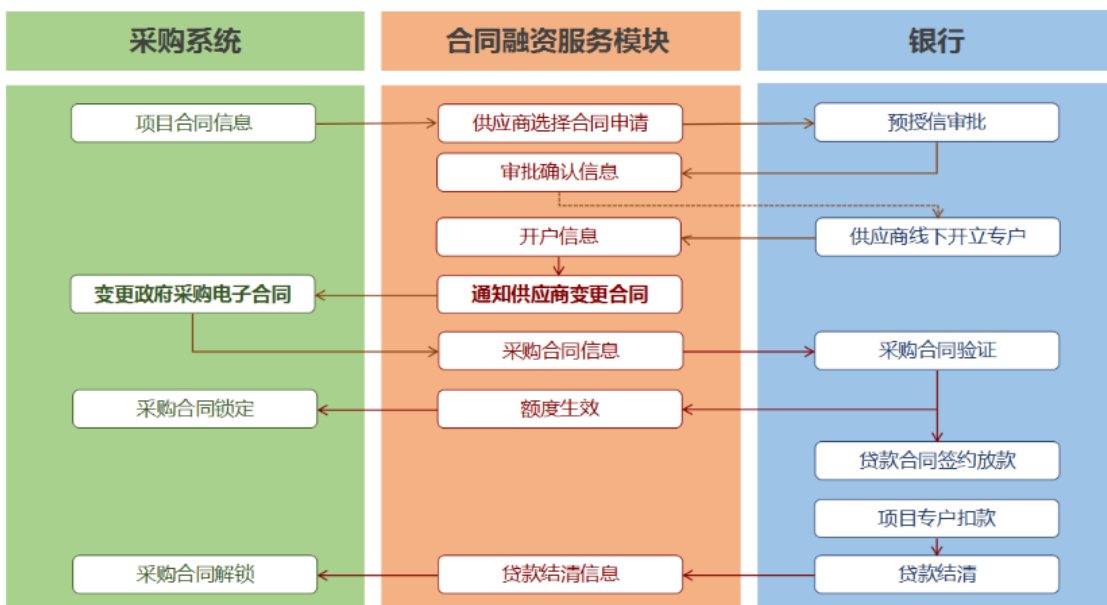 采购系统
合同融资服务模块
银行
项目合同信息
供应商选择合同申请
预授信审批
审批确认信息
开户信息
供应商线下开立专户
变更政府采购电子合同
通知供应商变更合同
采购合同信息
采购合同验证
采购合同锁定
额度生效
贷款合同签约放款
项目专户扣款
采购合同解锁
贷款结清信息
贷款结清